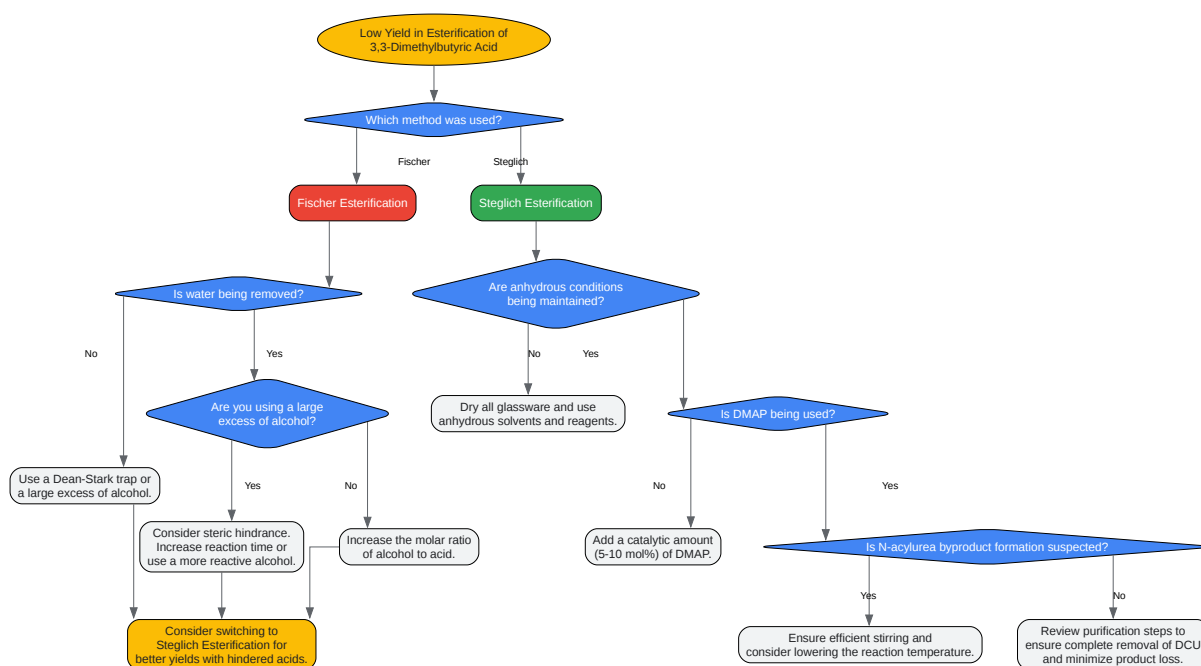 Low Yield in Esterification of
3,3-Dimethylbutyric Acid
Which method was used?
Fischer
Steglich
Fischer Esterification
Steglich Esterification
Is water being removed?
Are anhydrous conditions
being maintained?
No
Yes
No
Yes
Are you using a large
excess of alcohol?
Dry all glassware and use
anhydrous solvents and reagents.
Is DMAP being used?
Use a Dean-Stark trap or
a large excess of alcohol.
Yes
No
No
Yes
Consider steric hindrance.
Increase reaction time or
use a more reactive alcohol.
Increase the molar ratio
of alcohol to acid.
Add a catalytic amount
(5-10 mol%) of DMAP.
Is N-acylurea byproduct formation suspected?
Yes
No
Consider switching to
Steglich Esterification for
better yields with hindered acids.
Ensure efficient stirring and
consider lowering the reaction temperature.
Review purification steps to
ensure complete removal of DCU
and minimize product loss.